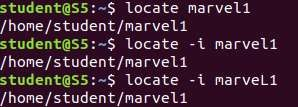 student@S5:~$ locate marvel1
/home/student/marvel1
student@S5:~$ locate -i marvel1
/home/student/marvel1
student@S5:~$ locate -i marveL1
/home/student/marvel1